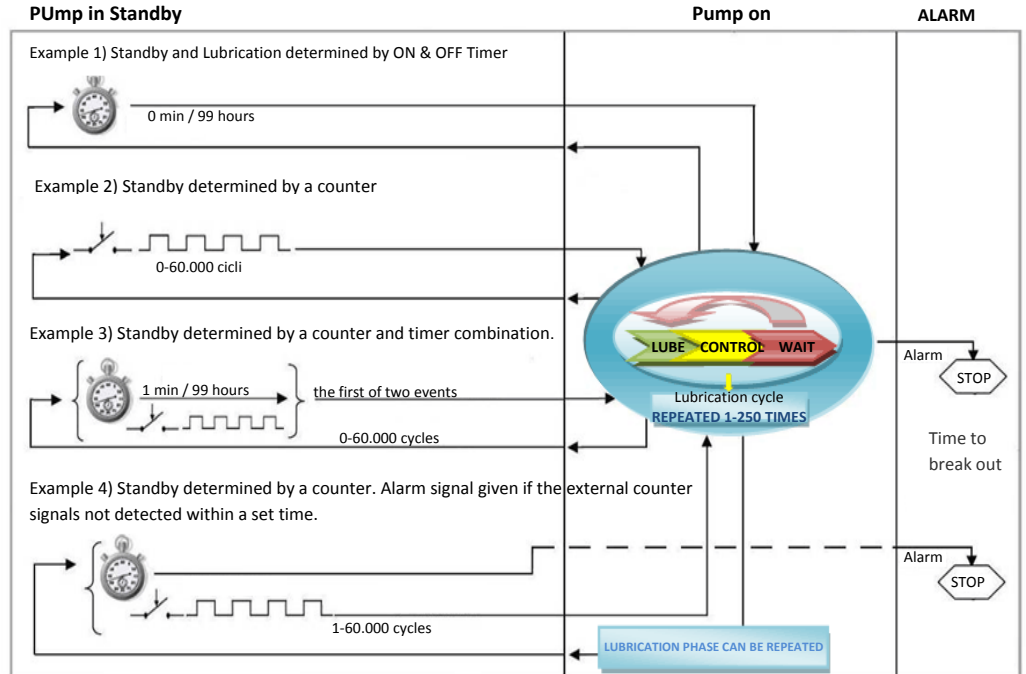 PUmp in Standby
Pump on
ALARM
Example 1) Standby and Lubrication determined by ON & OFF Timer
0 min / 99 hours
Example 2) Standby determined by a counter
0-60.000 cicli
Example 3) Standby determined by a counter and timer combination.
1 min / 99 hours
the first of two events
0-60.000 cycles
LUBE
CONTROL
WAIT
Lubrication cycle
REPEATED 1-250 TIMES
Alarm
STOP
Time to
break out
Example 4) Standby determined by a counter. Alarm signal given if the external counter
signals not detected within a set time.
1-60.000 cycles
Alarm
STOP
LUBRICATION PHASE CAN BE REPEATED